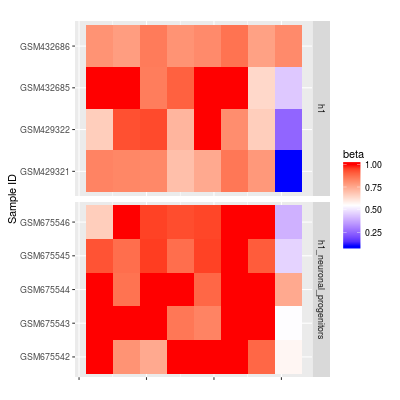 Sample ID
GSM432686
GSM432685
GSM429322
GSM429321
h1
GSM675546
GSM675545
GSM675544
GSM675543
GSM675542
h1_neuronal_progenitors
beta
1.00
0.75
0.50
0.25